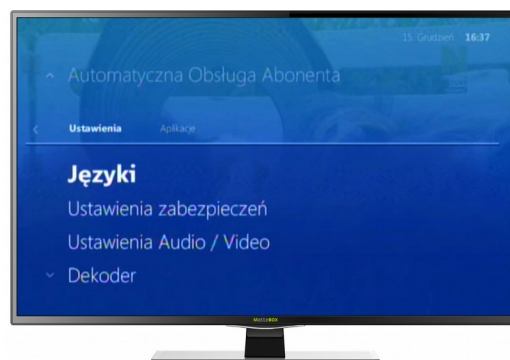 15. Grudzień 16:37
Automatyczna Obsługa Abonenta
Ustawienia Aplikacje
Języki
Ustawienia zabezpieczeń
Ustawienia Audio / Video
Dekoder